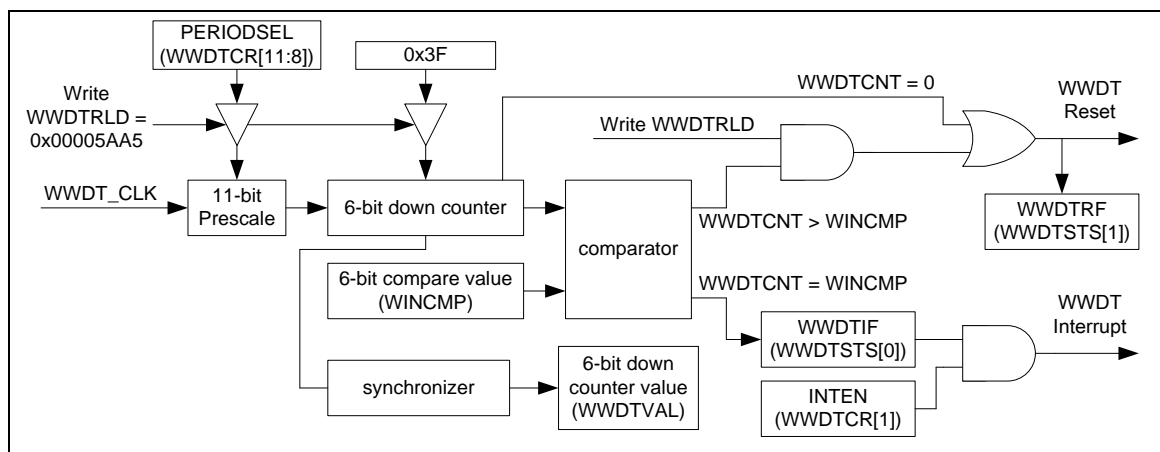 PERIODSEL
(WWDTCR[11:8])
0x3F
Write
WWDTRLD =
0x00005AA5
WWDTCNT = 0
WWDT
Reset
Write WWDTRLD
WWDT_CLK
11-bit
Prescale
6-bit down counter
comparator
WWDTCNT > WINCMP
WWDTRF
(WWDTSTS[1])
6-bit compare value
(WINCMP)
WWDTCNT = WINCMP
WWDTIF
(WWDTSTS[0])
WWDT
Interrupt
synchronizer
6-bit down
counter value
(WWDTVAL)
INTEN
(WWDTCR[1])